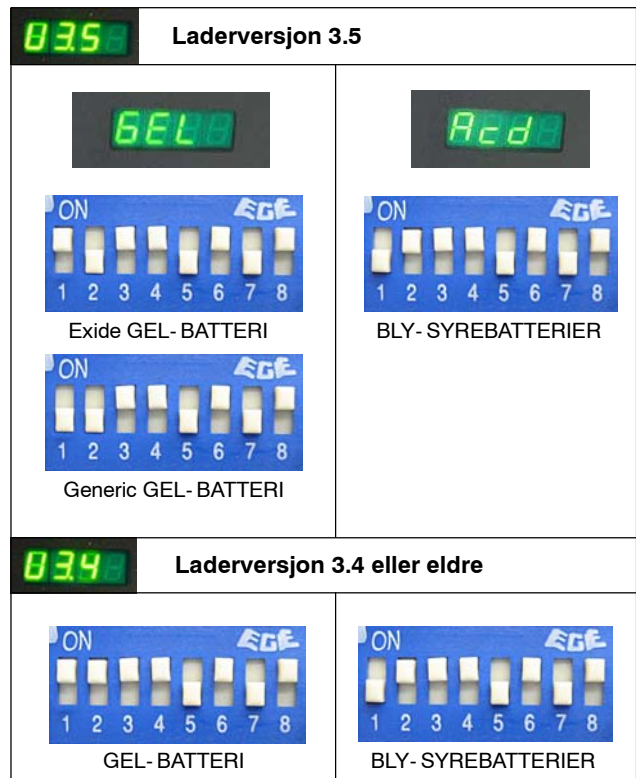 U3.5 Laderversjon 3.5
GEL
Acd
ON EGE
1 2 3 4 5 6 7 8
Exide GEL- BATTERI
ON EGE
1 2 3 4 5 6 7 8
BLY- SYREBATTERIER
ON EGE
1 2 3 4 5 6 7 8
Generic GEL- BATTERI
U3.4 Laderversjon 3.4 eller eldre
ON EGE
1 2 3 4 5 6 7 8
GEL- BATTERI
ON EGE
1 2 3 4 5 6 7 8
BLY- SYREBATTERIER